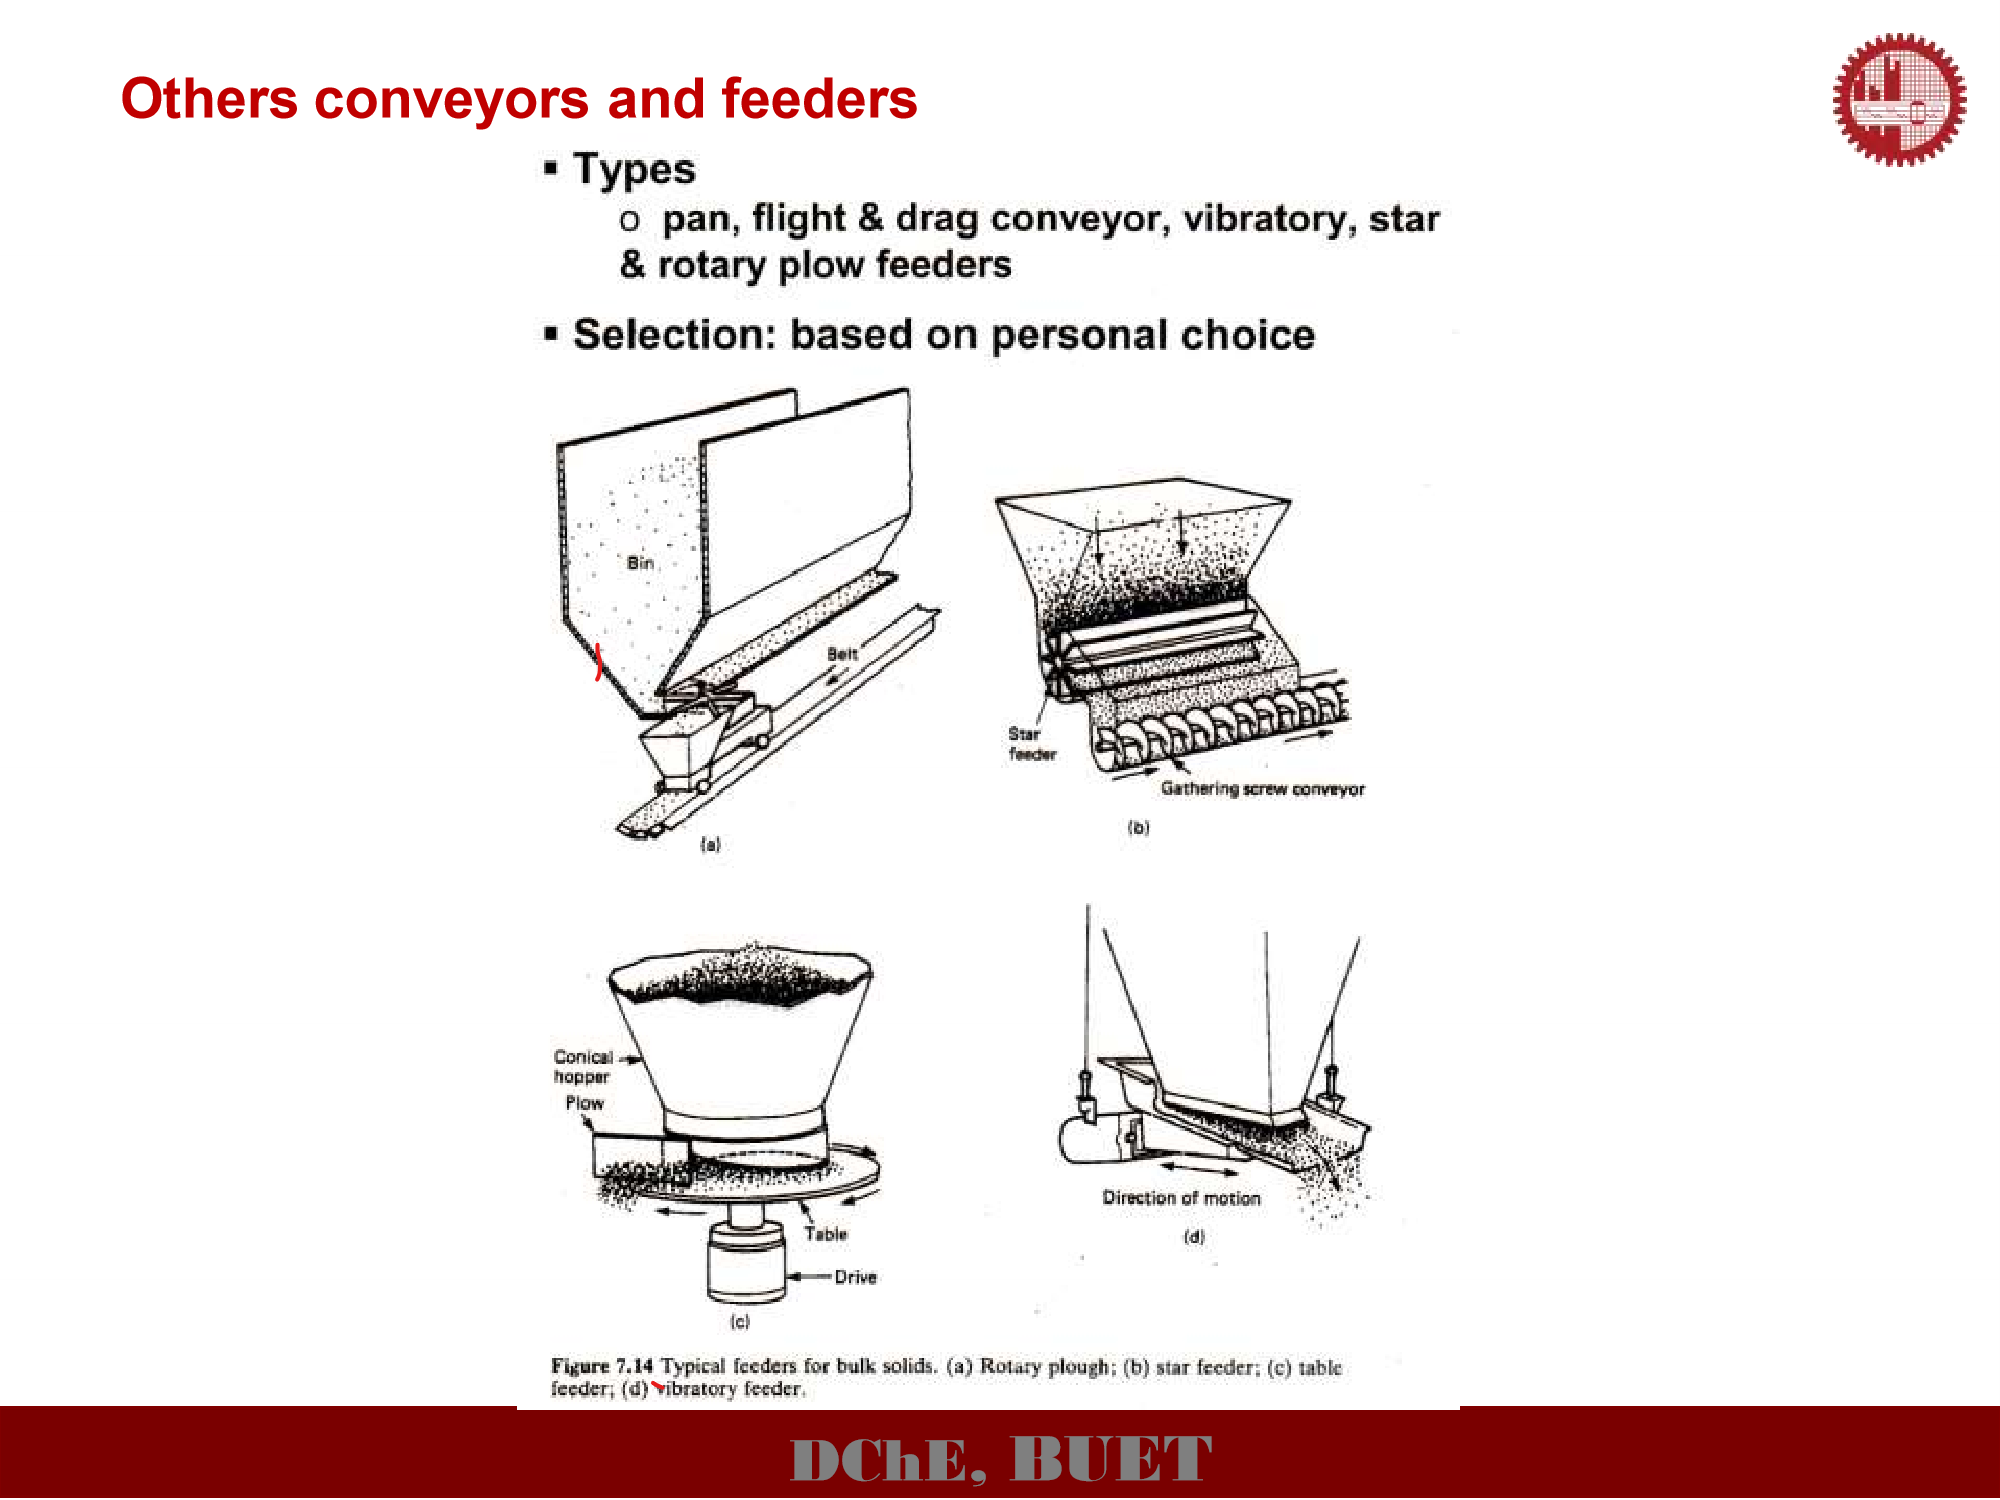 Others conveyors and feeders
▪ Types
o pan, flight & drag conveyor, vibratory, star
& rotary plow feeders
▪ Selection: based on personal choice
Bin
Belt
(a)
Star
feeder
Gathering screw conveyor
(b)
Conical
hopper
Plow
Table
Drive
(c)
Direction of motion
(d)
Figure 7.14 Typical feeders for bulk solids. (a) Rotary plough; (b) star feeder; (c) table
feeder; (d) vibratory feeder.
DChE, BUET